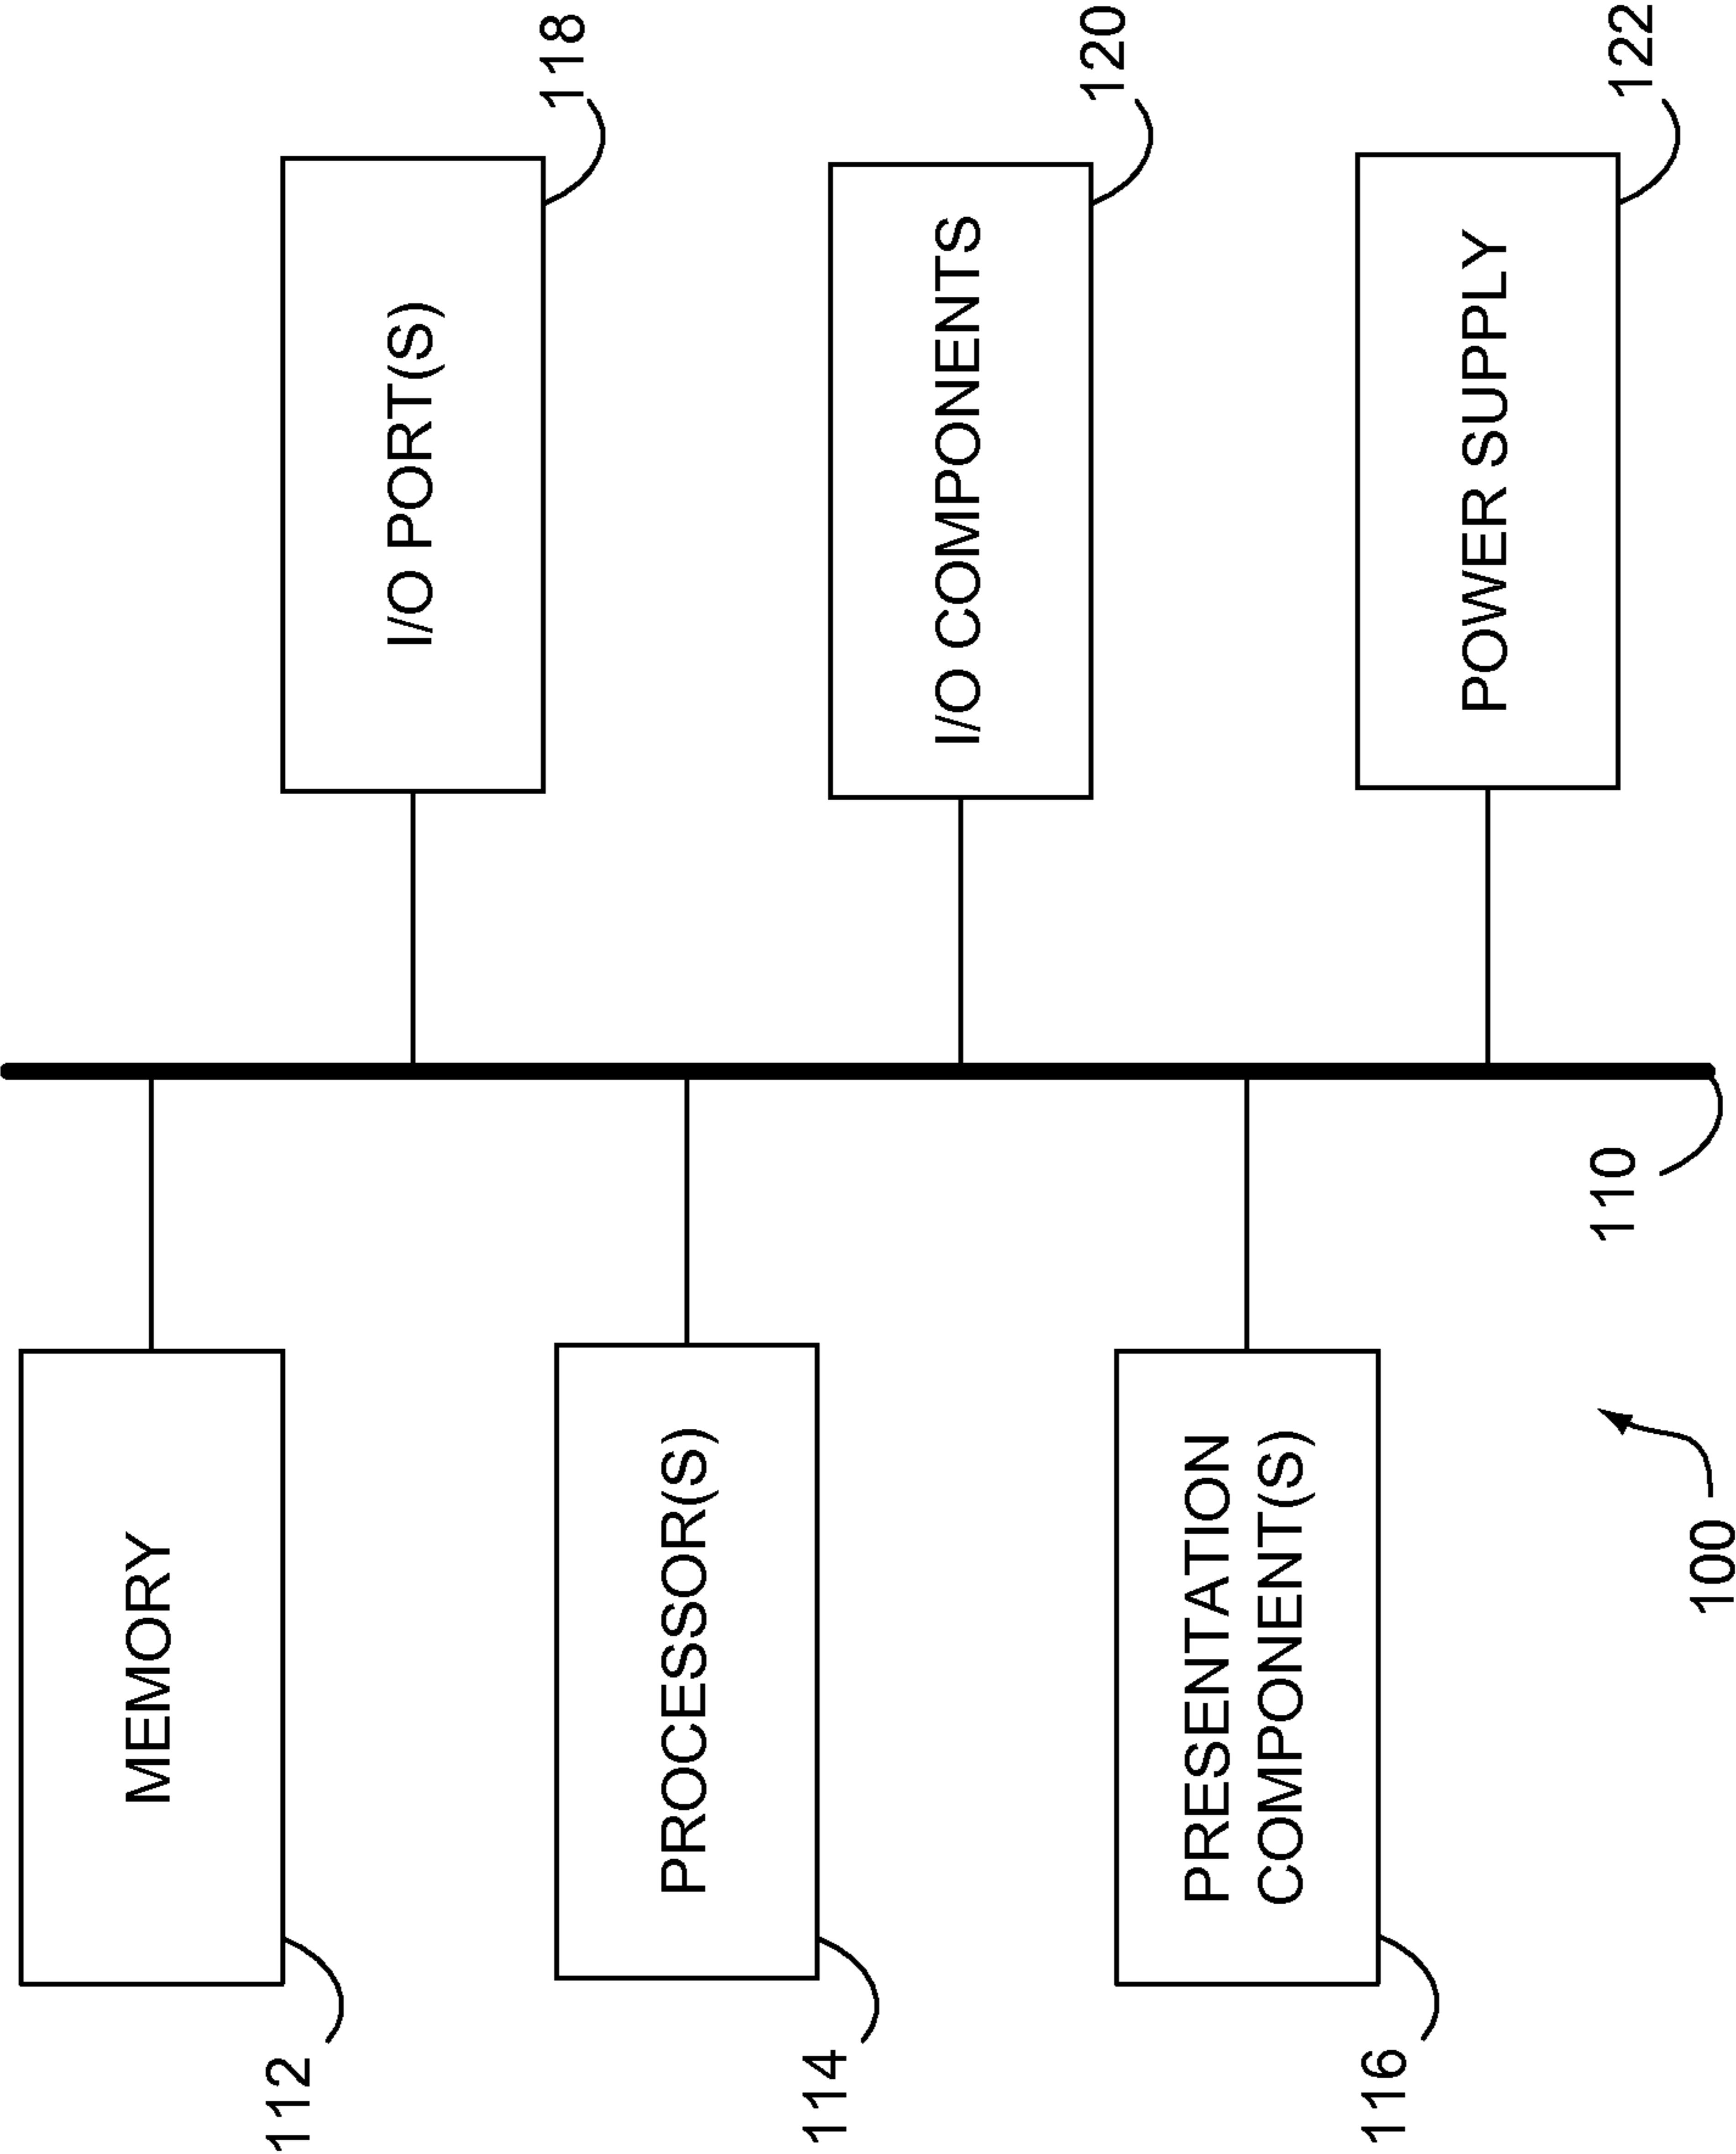 MEMORY
112
PROCESSOR(S)
114
PRESENTATION
COMPONENT(S)
116
I/O PORT(S)
118
I/O COMPONENTS
120
POWER SUPPLY
122
110
100